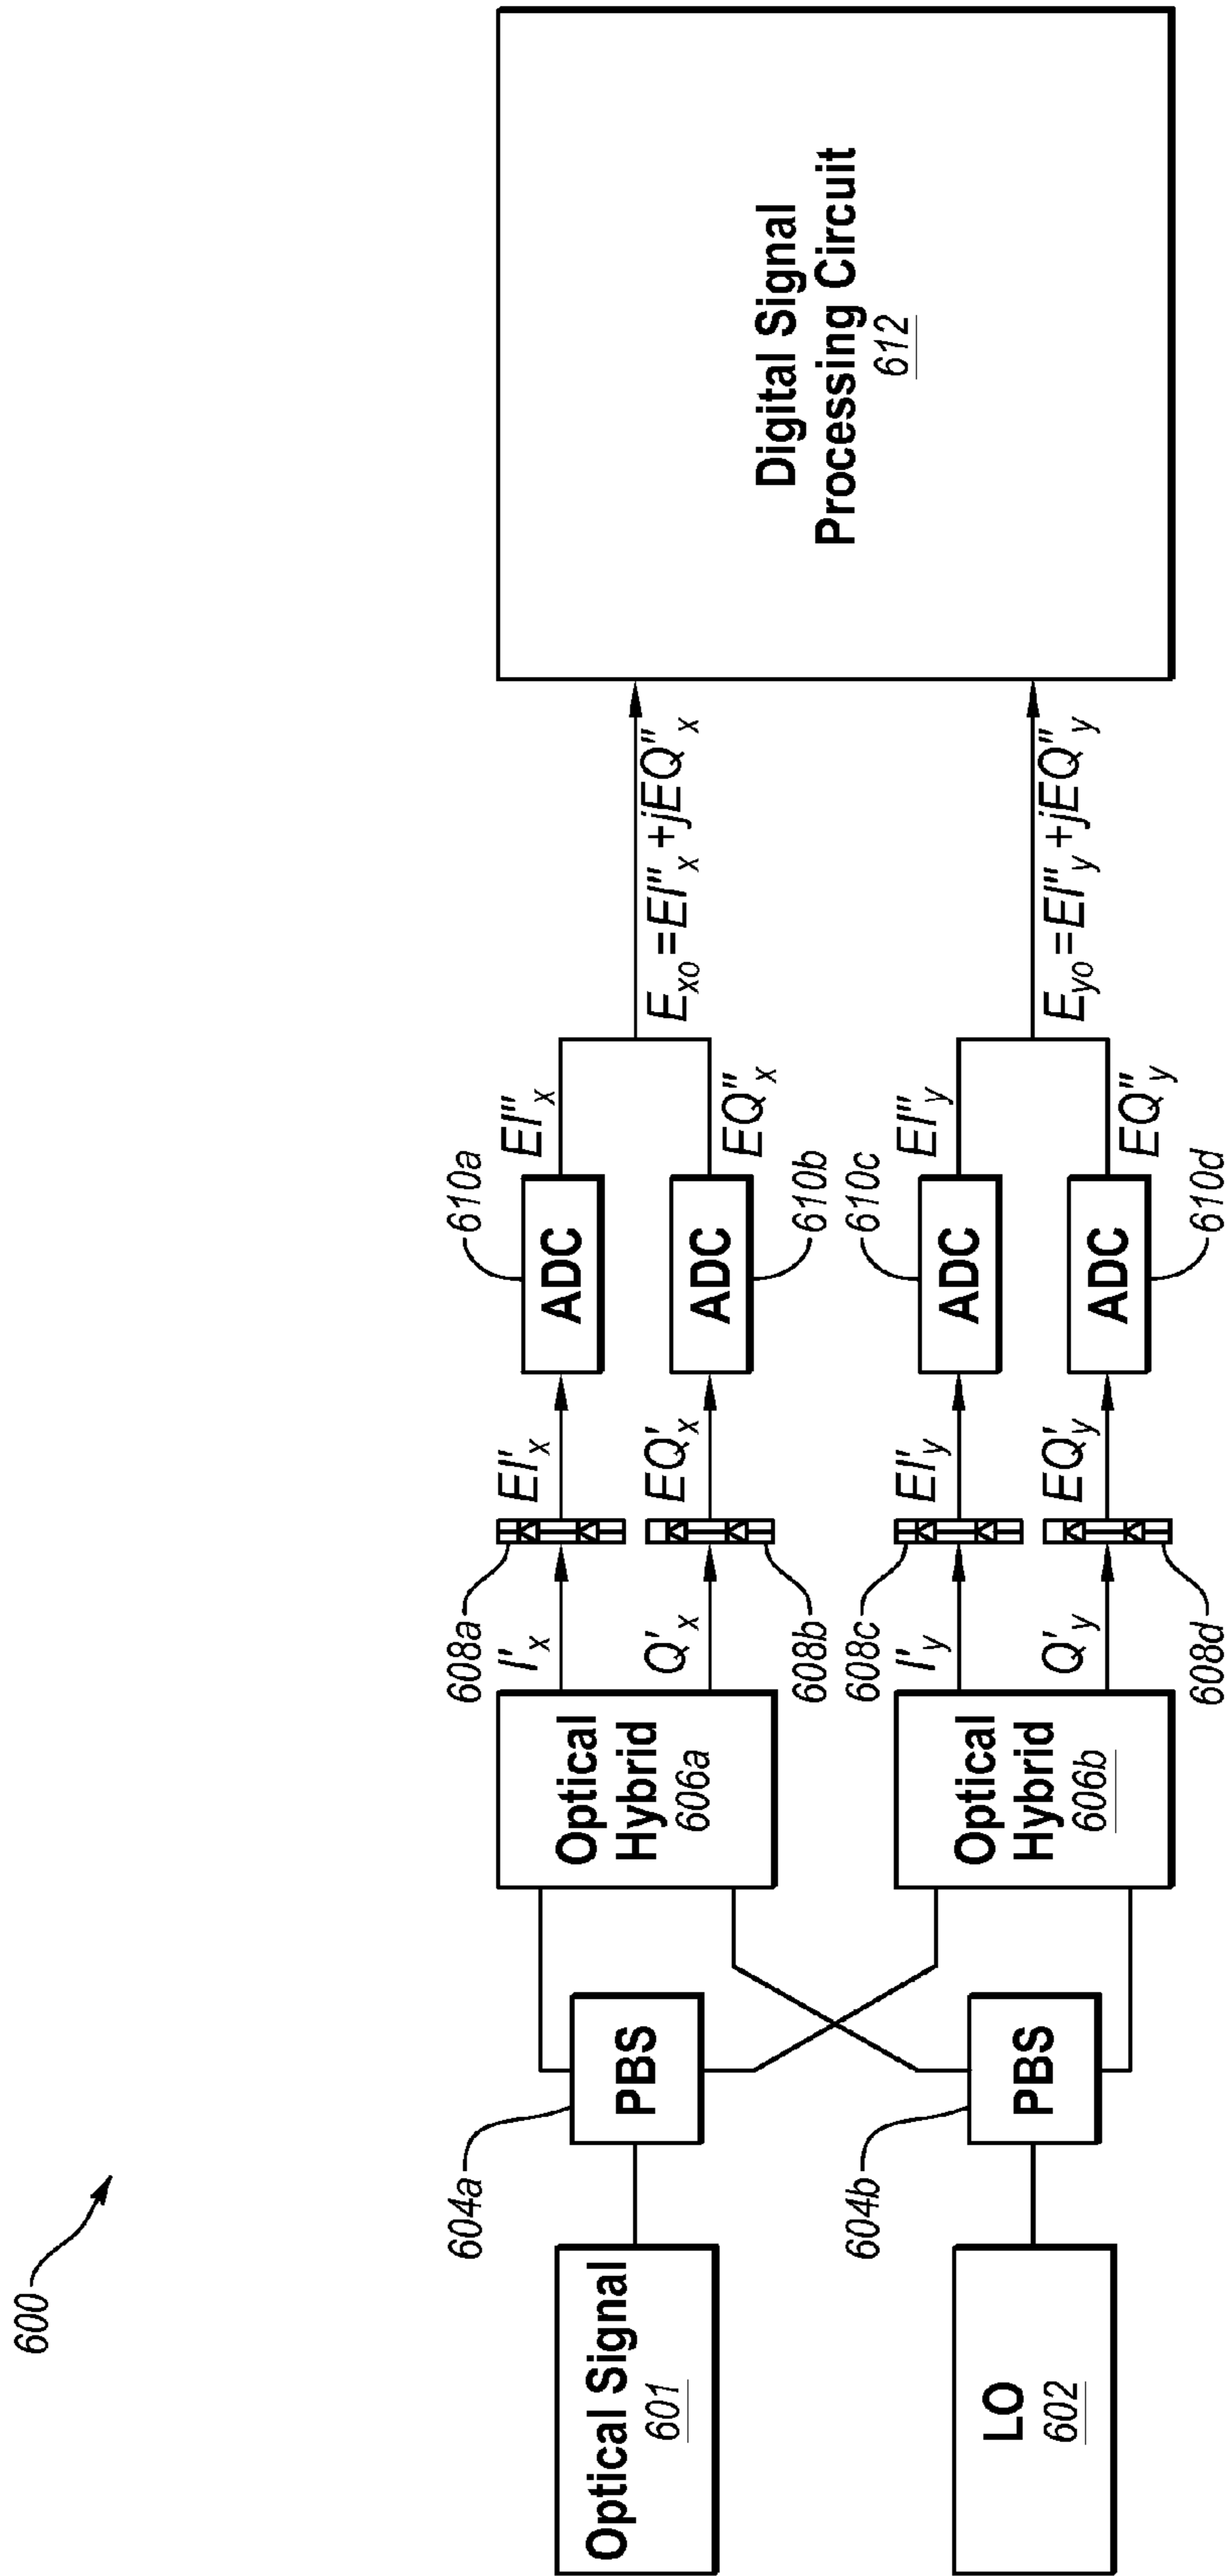 600
Optical Signal
601
LO
602
604a
PBS
604b
PBS
Optical
Hybrid
606a
Optical
Hybrid
606b
608a
I'x
Q'x
608b
608c
I'y
Q'y
608d
EI'x
EQ'x
EI'y
EQ'y
610a
ADC
ADC
610b
610c
ADC
ADC
610d
EI"x
EQ"x
EI"y
EQ"y
Exo=EI"x+jEQ"x
Eyo=EI"y+jEQ"y
Digital Signal
Processing Circuit
612